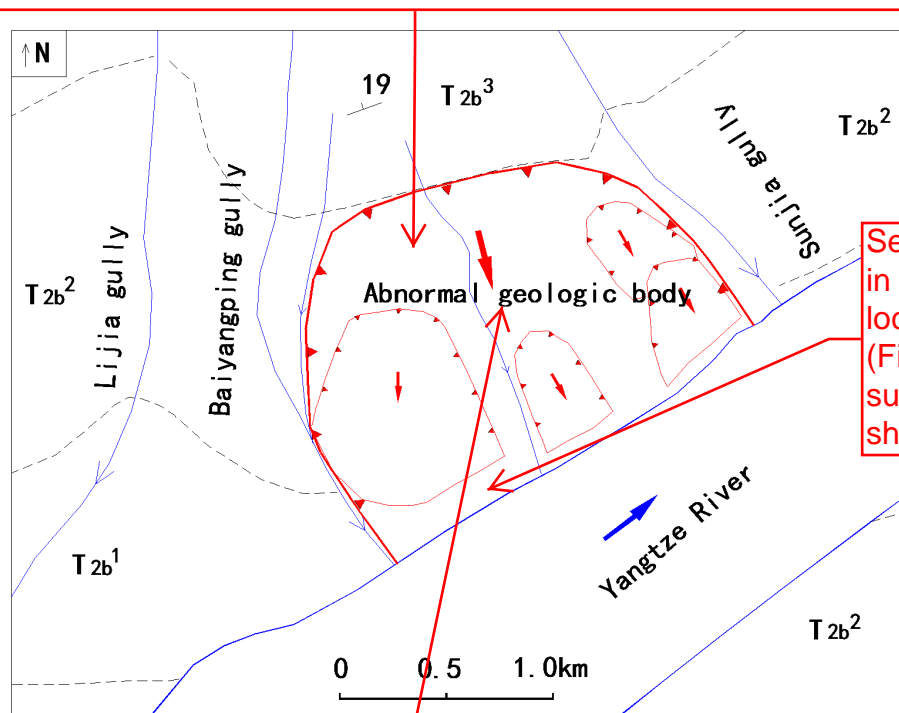 N
19
T2b3
T2b2
Sunjia gully
Baiyangping gully
Lijia gully
T2b2
Abnormal geologic body
Se
in
loc
(Fi
su
sh
Yangtze River
T2b1
T2b2
0 0.5 1.0km